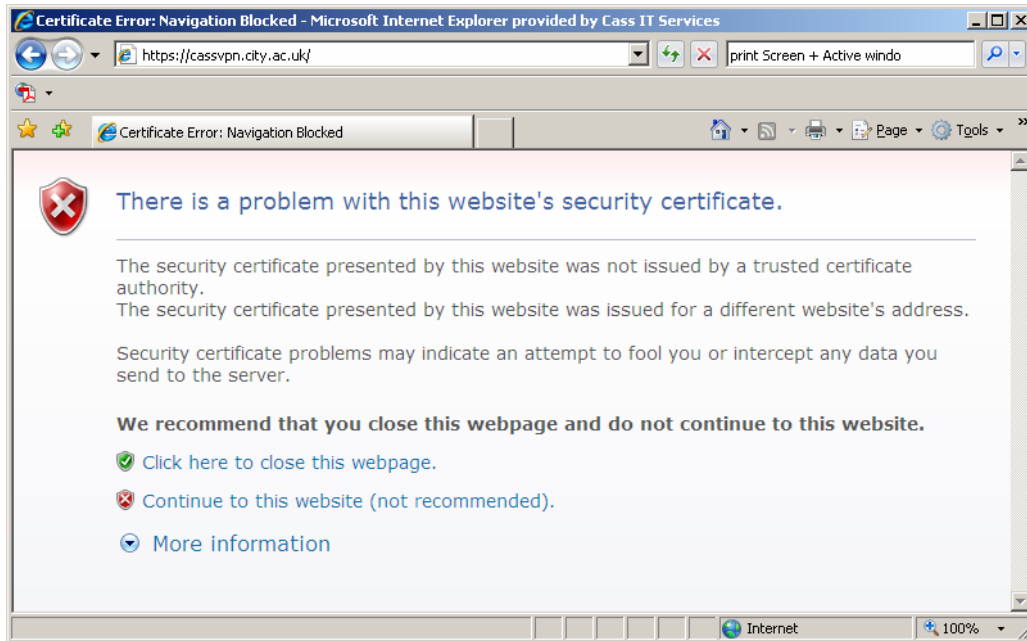 Certificate Error: Navigation Blocked - Microsoft Internet Explorer provided by Cass IT Services
https://cassvpn.city.ac.uk/
print Screen + Active windo
Certificate Error: Navigation Blocked
Page
Tools
»
There is a problem with this website's security certificate.
The security certificate presented by this website was not issued by a trusted certificate
authority.
The security certificate presented by this website was issued for a different website's address.
Security certificate problems may indicate an attempt to fool you or intercept any data you
send to the server.
We recommend that you close this webpage and do not continue to this website.
Click here to close this webpage.
Continue to this website (not recommended).
More information
Internet
100%